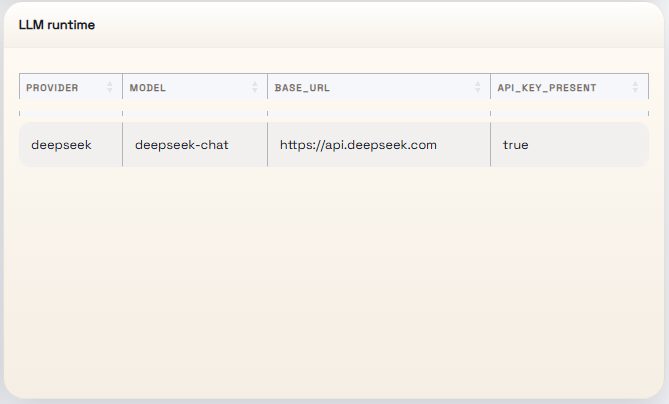 LLM runtime
PROVIDER MODEL BASE_URL API_KEY_PRESENT
deepseek deepseek-chat https://api.deepseek.com true